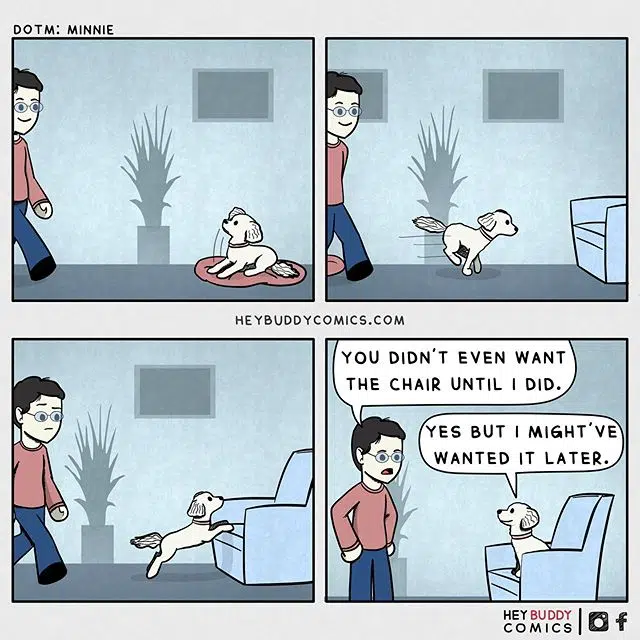 DOTM: MINNIE
HEYBUDDYCOMICS.COM
YOU DIDN'T EVEN WANT
THE CHAIR UNTIL I DID.
YES BUT I MIGHT'VE
WANTED IT LATER.
HEY BUDDY
COMICS